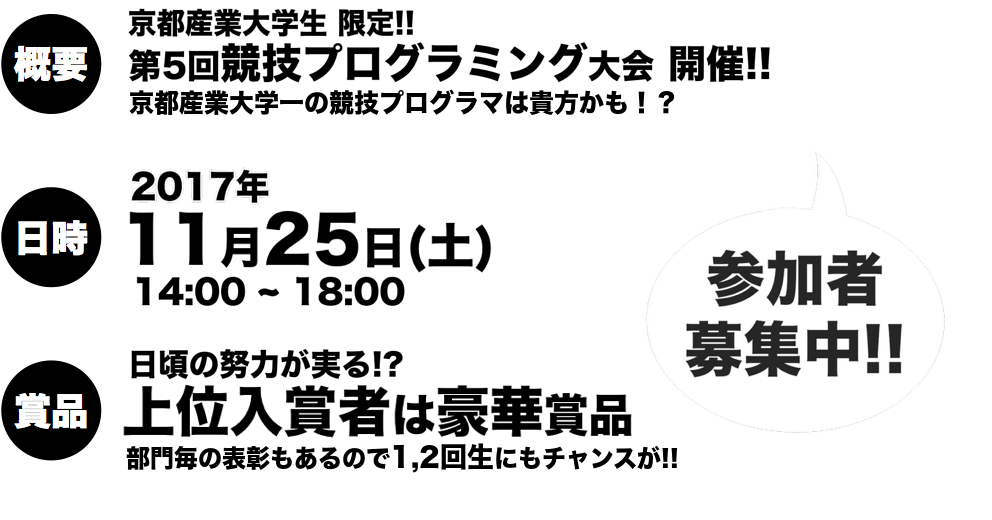 概要
京都産業大学生 限定!!
第5回競技プログラミング大会 開催!!
京都産業大学一の競技プログラマは貴方かも！？
日時
2017年
11月25日(土)
14:00 ~ 18:00
参加者
募集中!!
賞品
日頃の努力が実る!?
上位入賞者は豪華賞品
部門毎の表彰もあるので1,2回生にもチャンスが!!